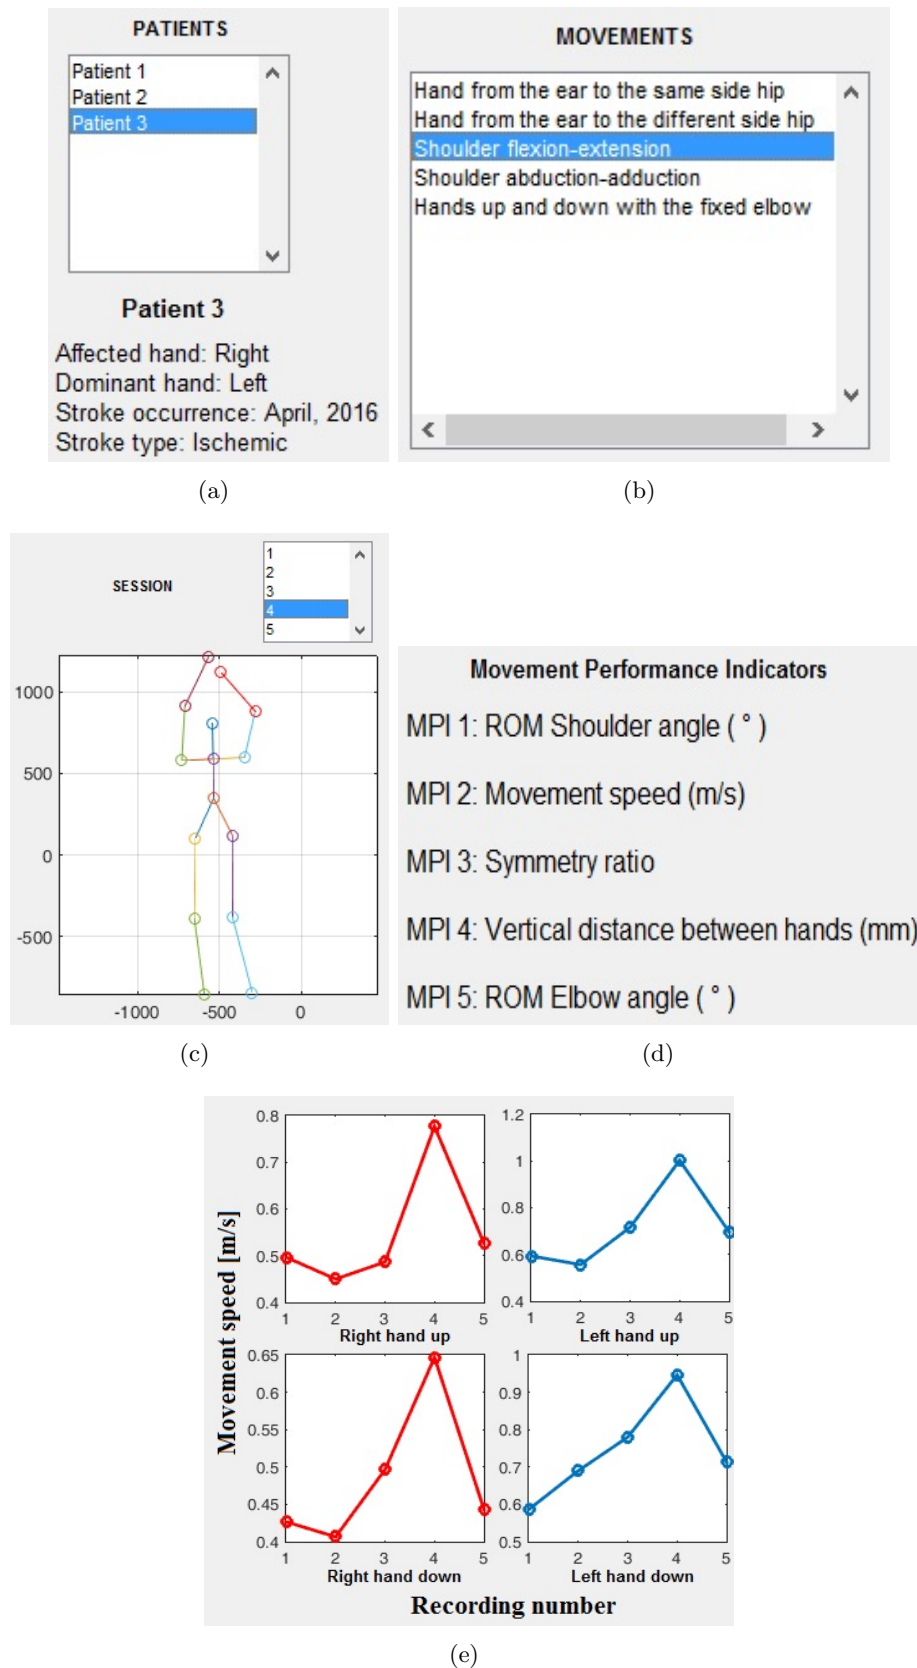 PATIENTS
Patient 1
Patient 2
Patient 3
Patient 3
Affected hand: Right
Dominant hand: Left
Stroke occurrence: April, 2016
Stroke type: Ischemic
(a)
MOVEMENTS
Hand from the ear to the same side hip
Hand from the ear to the different side hip
Shoulder flexion-extension
Shoulder abduction-adduction
Hands up and down with the fixed elbow
(b)
SESSION
1
2
3
4
5
1000
500
0
-500
-1000 -500 0
(c)
Movement Performance Indicators
MPI 1: ROM Shoulder angle ( ° )
MPI 2: Movement speed (m/s)
MPI 3: Symmetry ratio
MPI 4: Vertical distance between hands (mm)
MPI 5: ROM Elbow angle ( ° )
(d)
Movement speed [m/s]
0.8
0.7
0.6
0.5
0.4
1 2 3 4 5
Right hand up
1.2
1
0.8
0.6
0.4
1 2 3 4 5
Left hand up
0.65
0.6
0.55
0.5
0.45
0.4
1 2 3 4 5
Right hand down
1
0.9
0.8
0.7
0.6
0.5
1 2 3 4 5
Left hand down
Recording number
(e)